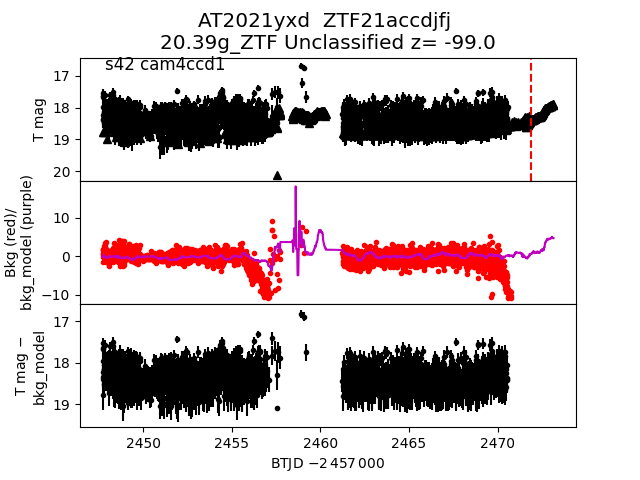 AT2021yxd  ZTF21accdjfj
20.39g_ZTF Unclassified z= -99.0
s42 cam4ccd1
T mag
17
18
19
20
Bkg (red)/
bkg_model (purple)
10
0
−10
T mag −
bkg_model
17
18
19
2450
2455
2460
2465
2470
BTJD −2 457 000